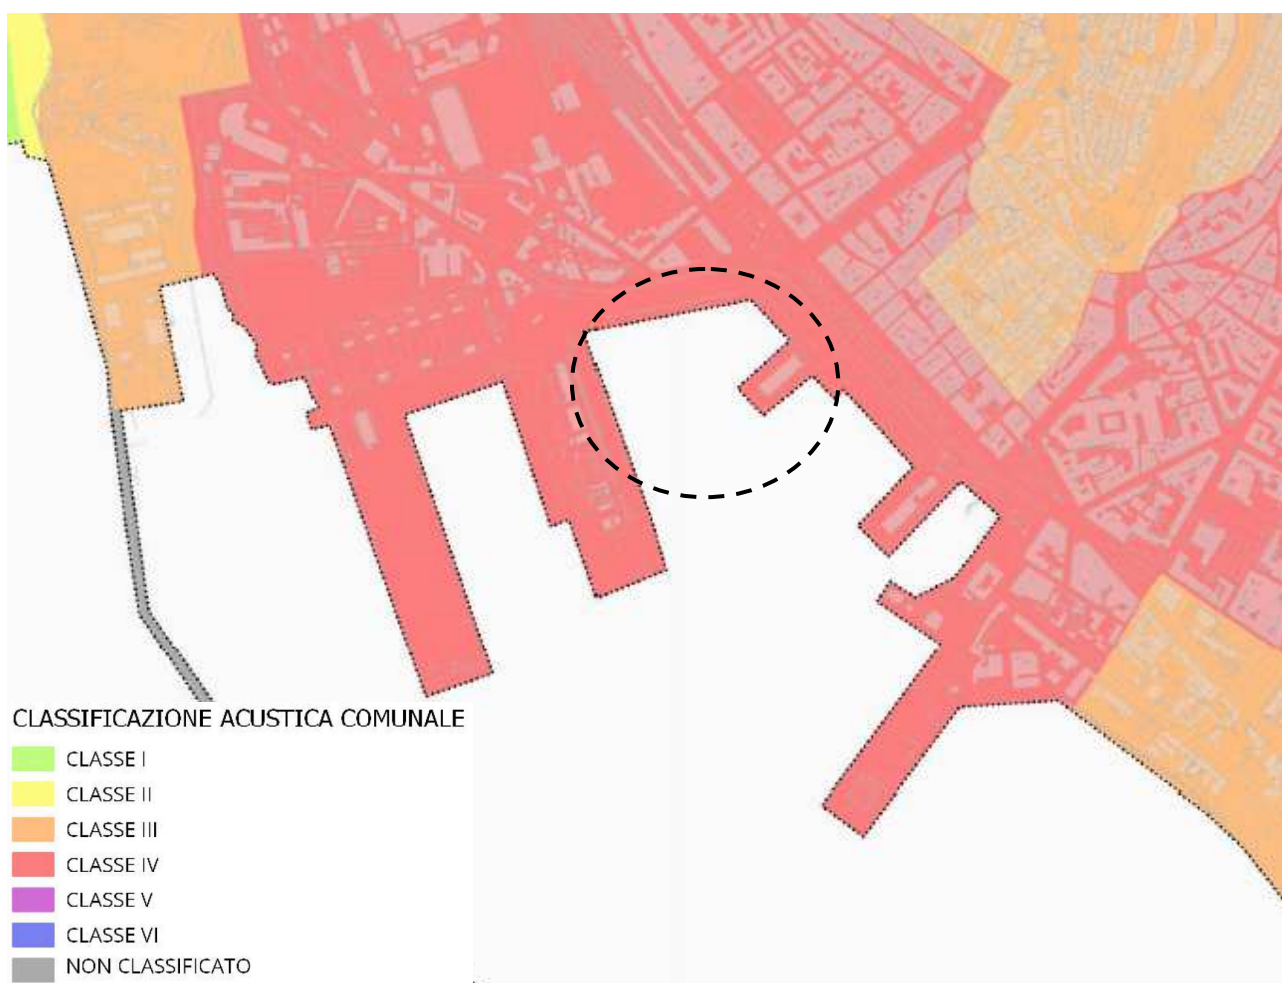 CLASSIFICAZIONE ACUSTICA COMUNALE
CLASSE I
CLASSE II
CLASSE III
CLASSE IV
CLASSE V
CLASSE VI
NON CLASSIFICATO